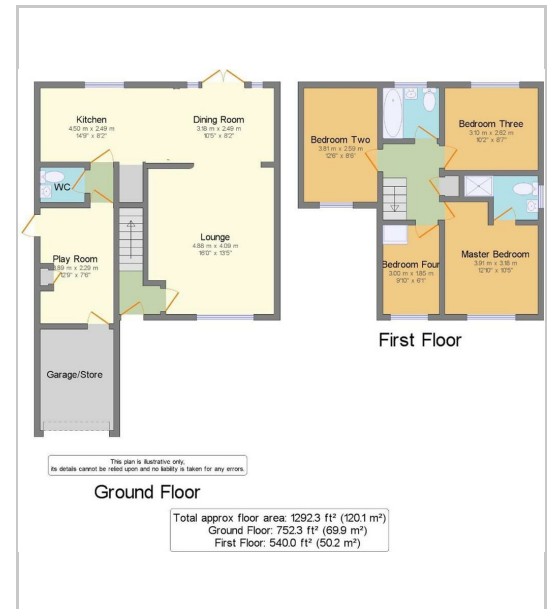 Kitchen
4.50 m x 2.49 m
14'9" x 8'2"
Dining Room
3.18 m x 2.49 m
10'5" x 8'2"
WC
Play Room
3.89 m x 2.29 m
12'9" x 7'6"
Lounge
4.88 m x 4.09 m
16'0" x 13'5"
Garage/Store
Bedroom Two
3.81 m x 2.59 m
12'6" x 8'6"
Bedroom Three
3.10 m x 2.62 m
10'2" x 8'7"
Bedroom Four
3.00 m x 1.85 m
9'10" x 6'1"
Master Bedroom
3.91 m x 3.18 m
12'10" x 10'5"
First Floor
This plan is illustrative only,
its details cannot be relied upon and no liability is taken for any errors.
Ground Floor
Total approx floor area: 1292.3 ft² (120.1 m²)
Ground Floor: 752.3 ft² (69.9 m²)
First Floor: 540.0 ft² (50.2 m²)